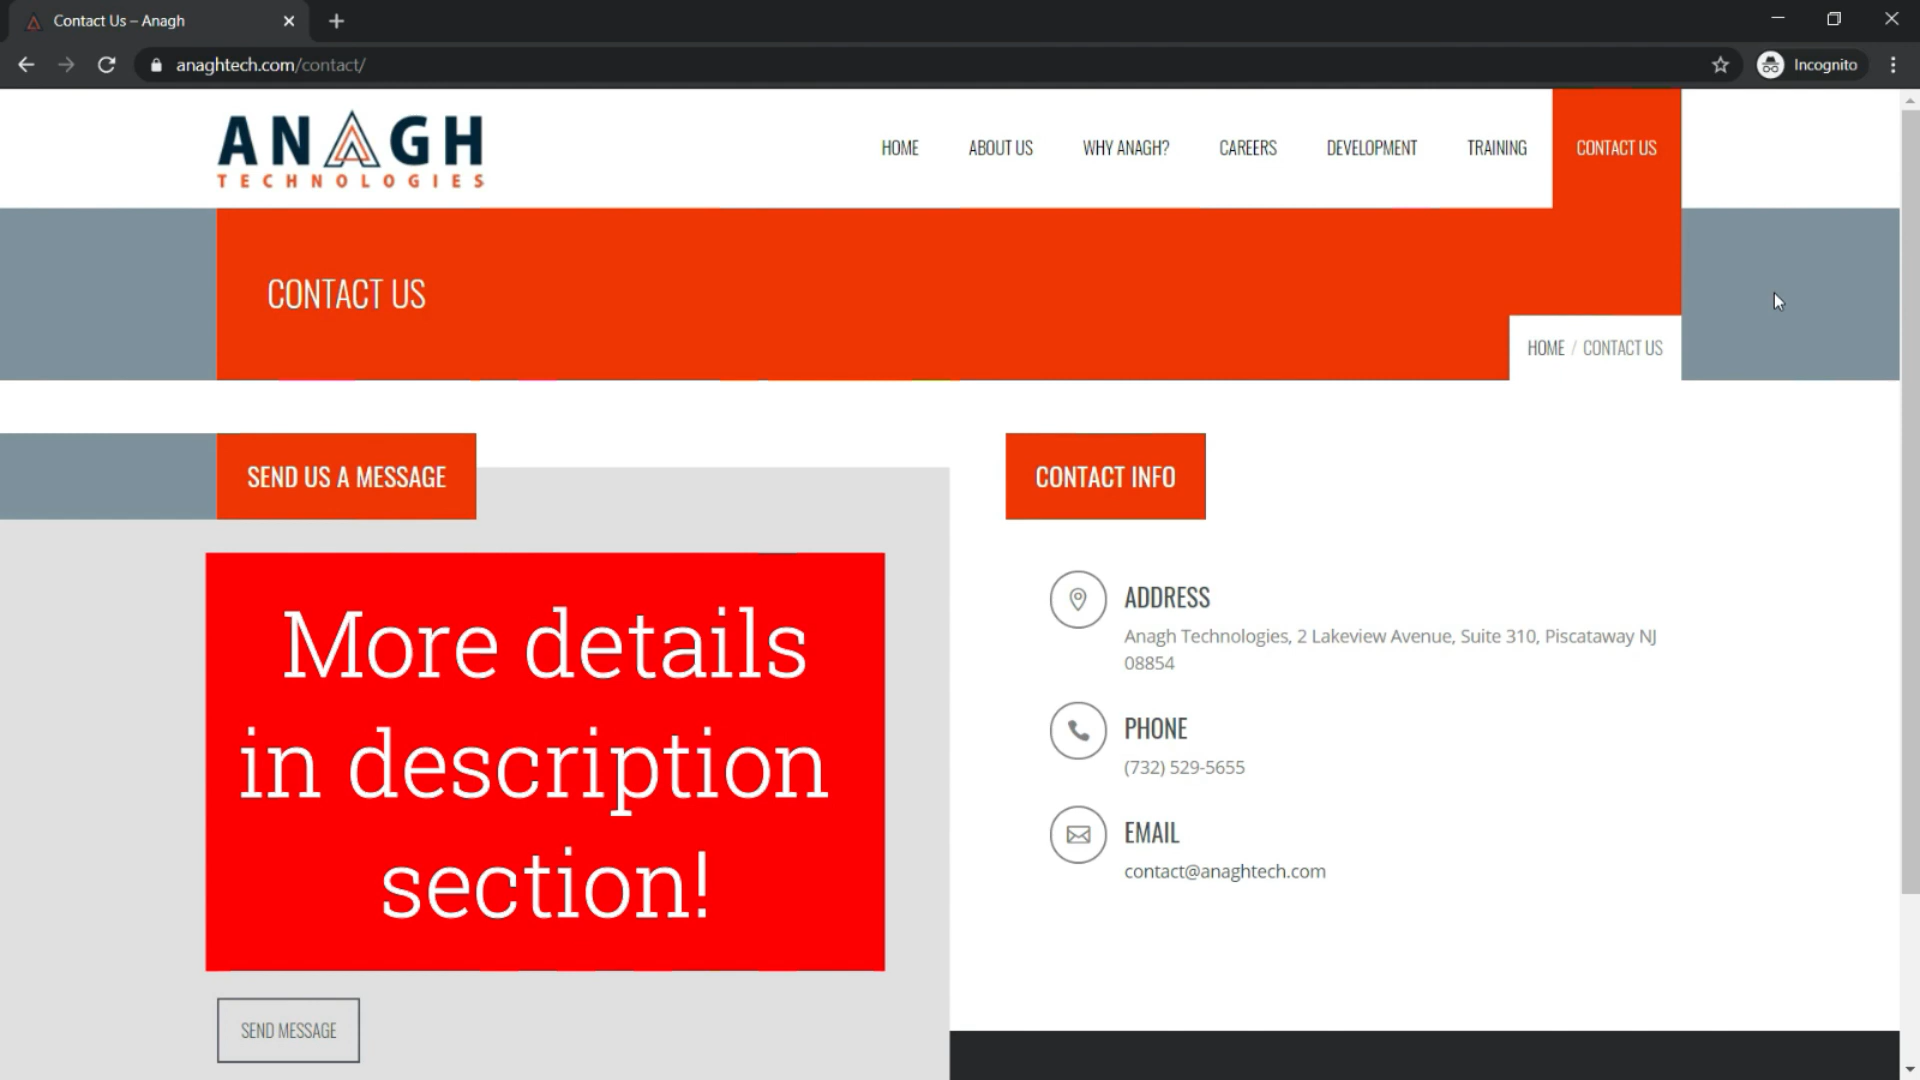 Contact Us – Anagh
anaghtech.com/contact/
Incognito
ANAGH
TECHNOLOGIES
HOME
ABOUT US
WHY ANAGH?
CAREERS
DEVELOPMENT
TRAINING
CONTACT US
CONTACT US
HOME / CONTACT US
SEND US A MESSAGE
More details
in description
section!
SEND MESSAGE
CONTACT INFO
ADDRESS
Anagh Technologies, 2 Lakeview Avenue, Suite 310, Piscataway NJ
08854
PHONE
(732) 529-5655
EMAIL
contact@anaghtech.com